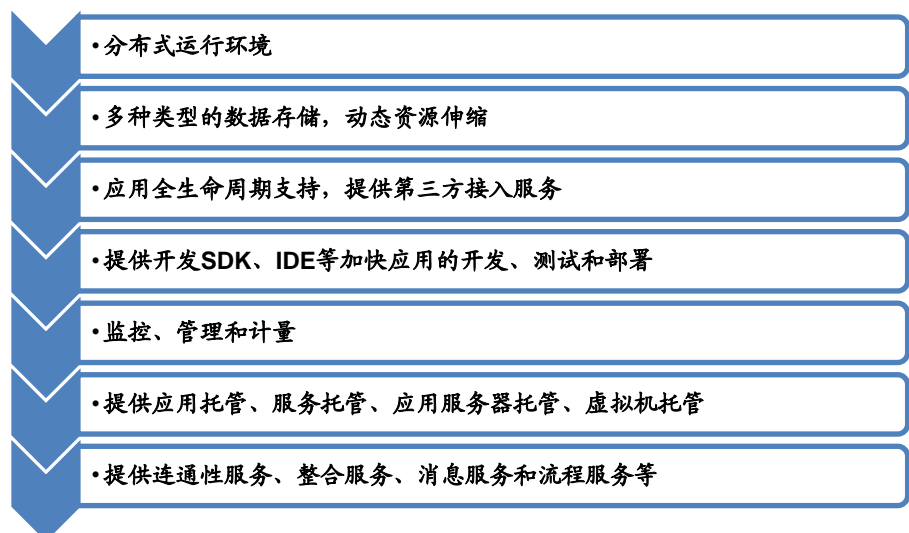 •分布式运行环境
•多种类型的数据存储，动态资源伸缩
•应用全生命周期支持，提供第三方接入服务
•提供开发SDK、IDE等加快应用的开发、测试和部署
•监控、管理和计量
•提供应用托管、服务托管、应用服务器托管、虚拟机托管
•提供连通性服务、整合服务、消息服务和流程服务等